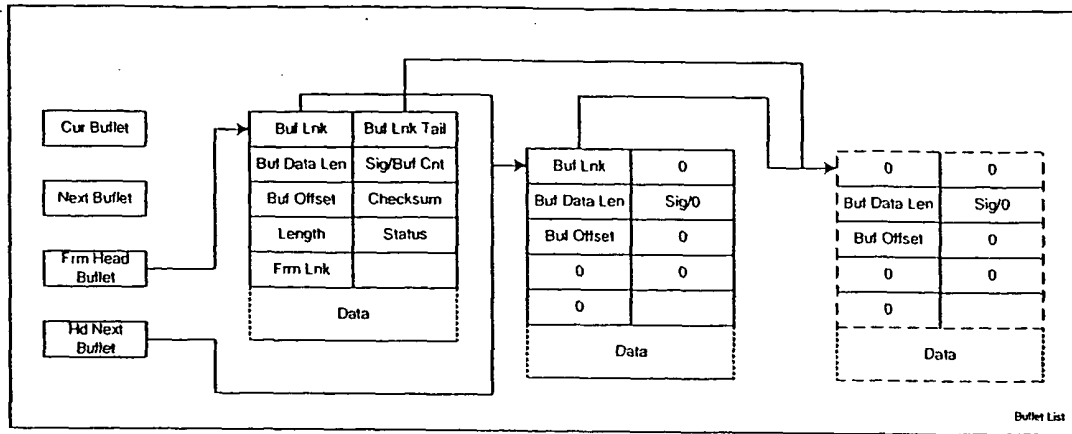 Cur Buflet
Next Buflet
Frm Head
Buflet
Hd Next
Buflet
Buf Lnk
Buf Lnk Tail
Buf Data Len
Sig/Buf Cnt
Buf Offset
Checksum
Length
Status
Frm Lnk
Data
Buf Lnk
0
Buf Data Len
Sig/0
Buf Offset
0
0
0
0
Data
0
0
Buf Data Len
Sig/0
Buf Offset
0
0
0
0
Data
Buflet List